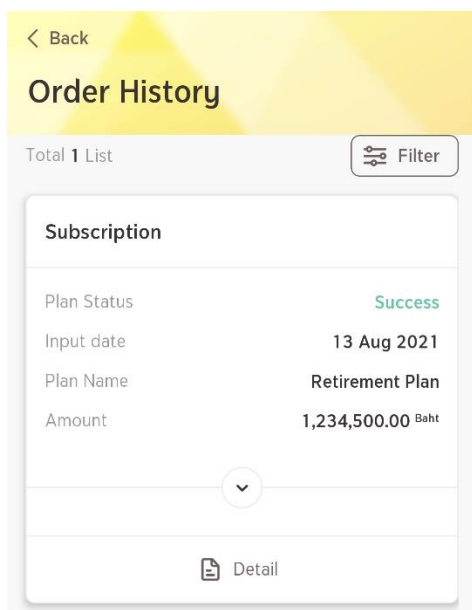 Back
Order History
Total 1 List
Filter
Subscription
Plan Status Success
Input date 13 Aug 2021
Plan Name Retirement Plan
Amount 1,234,500.00 Baht
Detail